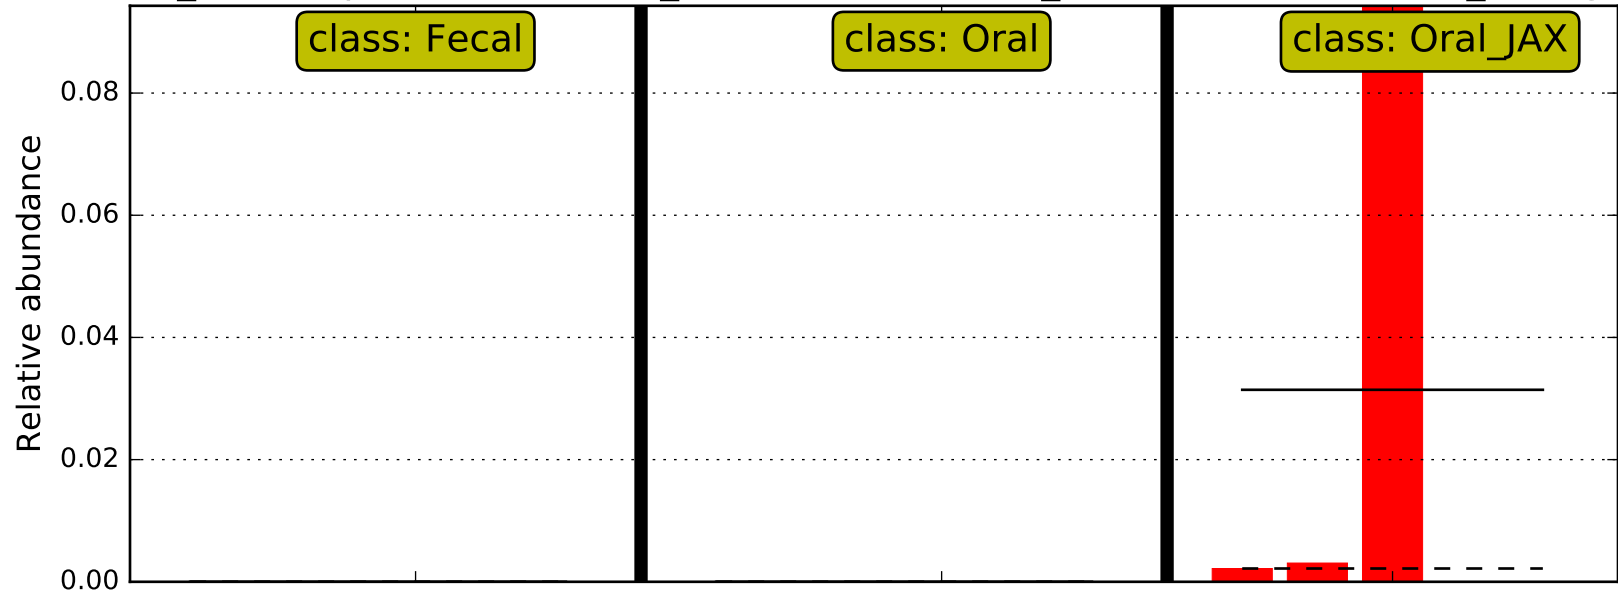 class: Fecal
class: Oral
class: Oral_JAX
Relative abundance
0.08
0.06
0.04
0.02
0.00